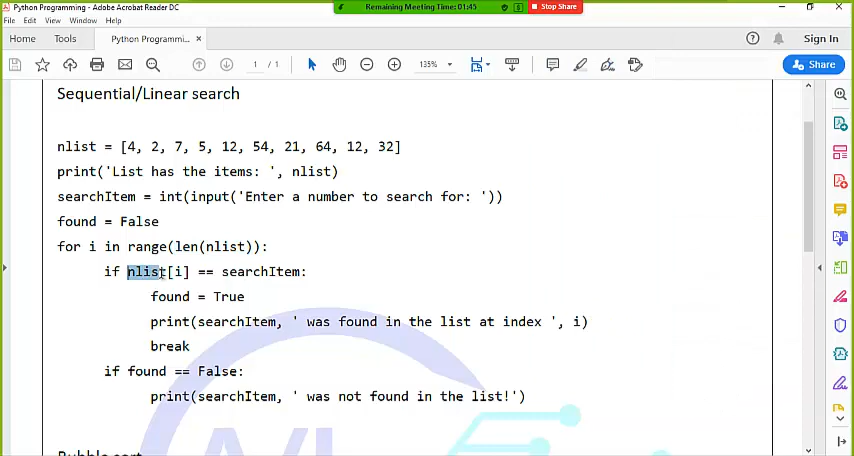 Python Programming - Adobe Acrobat Reader DC
Remaining Meeting Time: 01:45
Stop Share
File Edit View Sign Window Help
Home Tools Python Programmi... ×
Sign In
1 / 1
135%
Share
Sequential/Linear search
nlist = [4, 2, 7, 5, 12, 54, 21, 64, 12, 32]
print('List has the items: ', nlist)
searchItem = int(input('Enter a number to search for: '))
found = False
for i in range(len(nlist)):
if nlist[i] == searchItem:
found = True
print(searchItem, ' was found in the list at index ', i)
break
if found == False:
print(searchItem, ' was not found in the list!')
Bubble sort